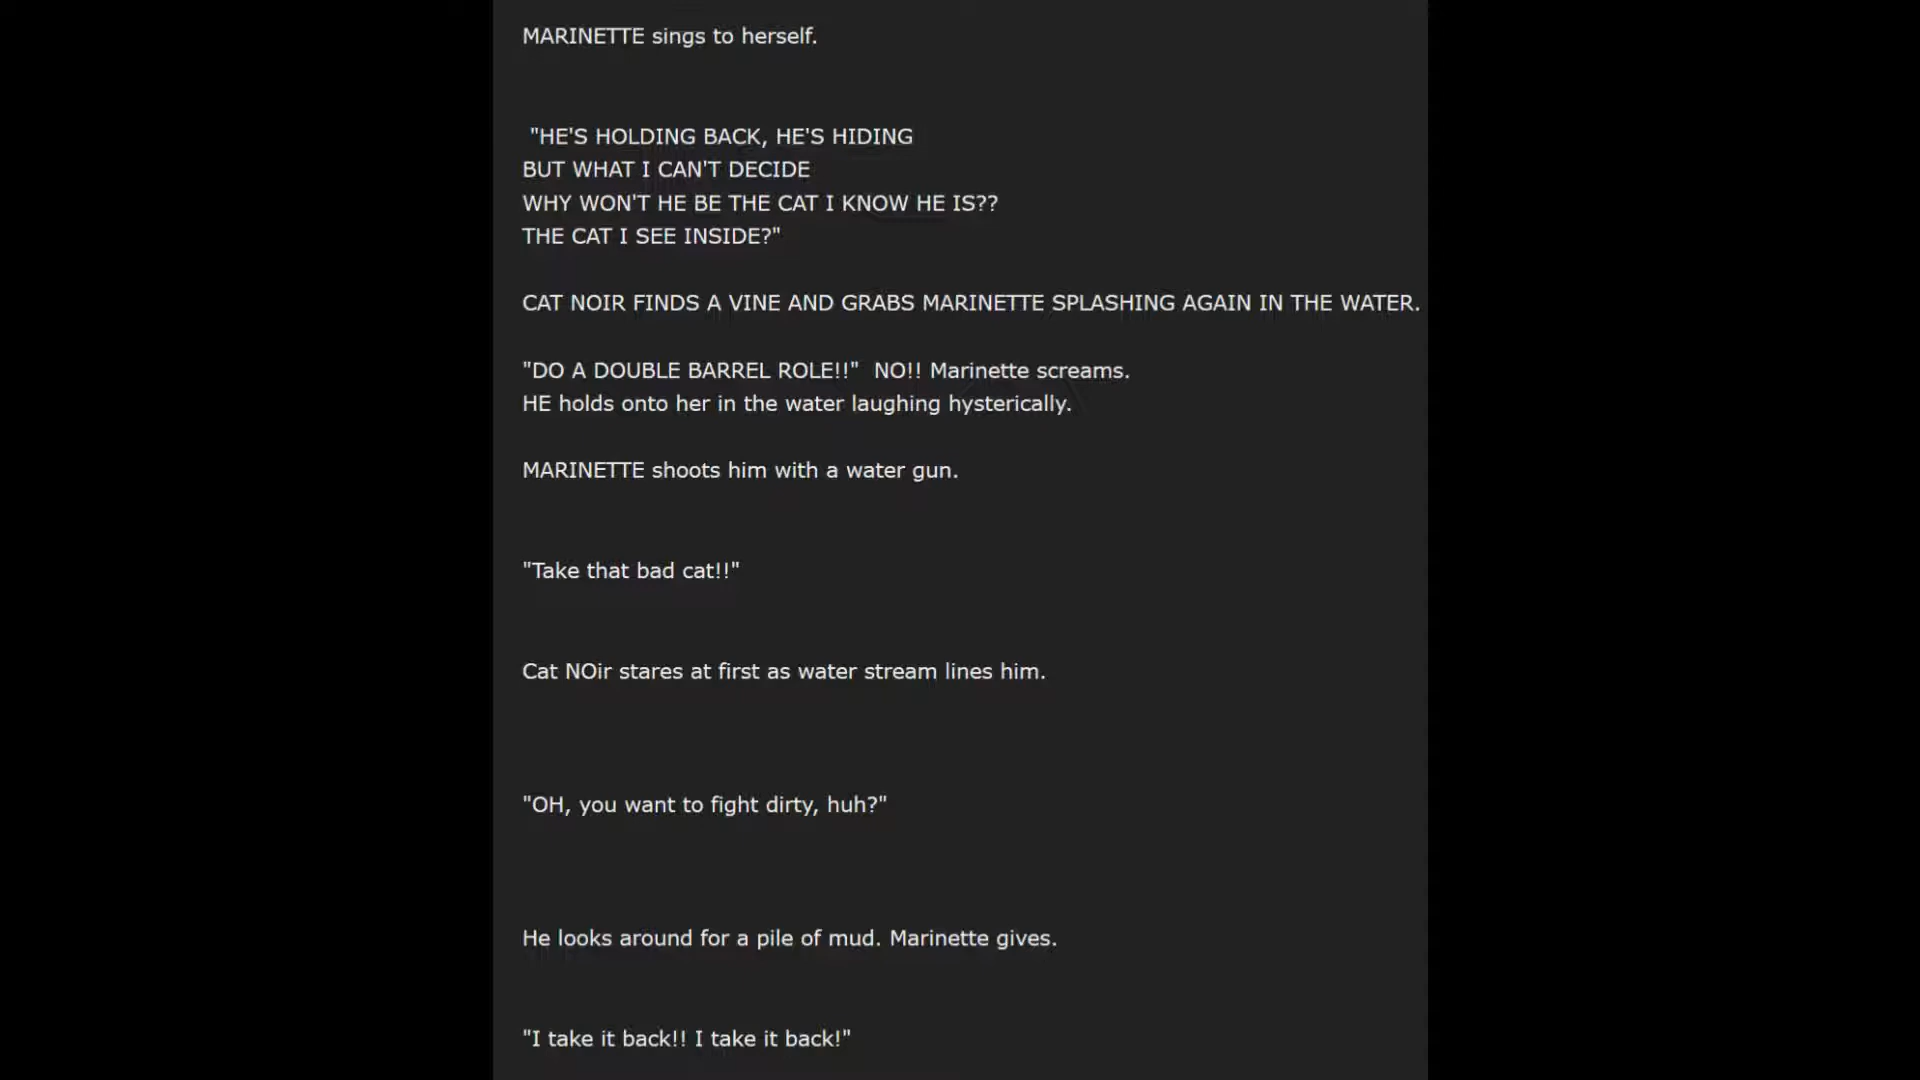 MARINETTE sings to herself.
"HE'S HOLDING BACK, HE'S HIDING
BUT WHAT I CAN'T DECIDE
WHY WON'T HE BE THE CAT I KNOW HE IS??
THE CAT I SEE INSIDE?"
CAT NOIR FINDS A VINE AND GRABS MARINETTE SPLASHING AGAIN IN THE WATER.
"DO A DOUBLE BARREL ROLE!!"  NO!! Marinette screams.
HE holds onto her in the water laughing hysterically.
MARINETTE shoots him with a water gun.
"Take that bad cat!!"
Cat NOir stares at first as water stream lines him.
"OH, you want to fight dirty, huh?"
He looks around for a pile of mud. Marinette gives.
"I take it back!! I take it back!"